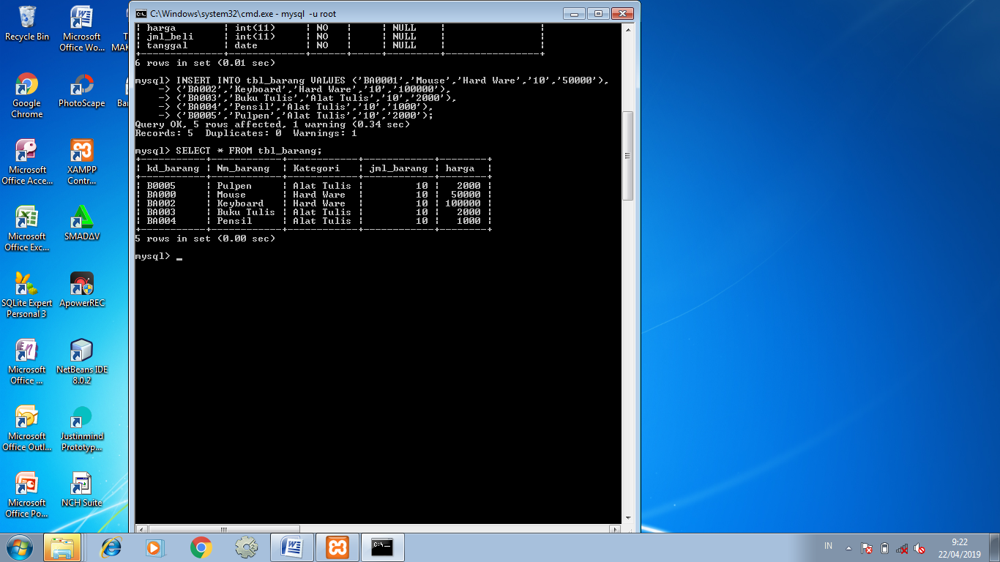 C:\Windows\system32\cmd.exe - mysql  -u root
| harga        | int(11)     | NO   |     | NULL    |                |
| jml_beli     | int(11)     | NO   |     | NULL    |                |
| tanggal      | date        | NO   |     | NULL    |                |
+--------------+-------------+------+-----+---------+----------------+
6 rows in set (0.01 sec)
mysql> INSERT INTO tbl_barang VALUES ('BA0001','Mouse','Hard Ware','10','50000'),
    -> ('BA002','Keyboard','Hard Ware','10','100000'),
    -> ('BA003','Buku Tulis','Alat Tulis','10','2000'),
    -> ('BA004','Pensil','Alat Tulis','10','1000'),
    -> ('B0005','Pulpen','Alat Tulis','10','2000');
Query OK, 5 rows affected, 1 warning (0.34 sec)
Records: 5  Duplicates: 0  Warnings: 1
mysql> SELECT * FROM tbl_barang;
+-----------+------------+------------+------------+--------+
| kd_barang | Nm_barang  | Kategori   | jml_barang | harga  |
+-----------+------------+------------+------------+--------+
| B0005     | Pulpen     | Alat Tulis |         10 |   2000 |
| BA000     | Mouse      | Hard Ware  |         10 |  50000 |
| BA002     | Keyboard   | Hard Ware  |         10 | 100000 |
| BA003     | Buku Tulis | Alat Tulis |         10 |   2000 |
| BA004     | Pensil     | Alat Tulis |         10 |   1000 |
+-----------+------------+------------+------------+--------+
5 rows in set (0.00 sec)
mysql> _
Recycle Bin
Microsoft
Office Wo...
T
MAK
Google
Chrome
PhotoScape
Bar
Microsoft
Office Acce...
XAMPP
Contr...
Microsoft
Office Exc...
SMADΔV
SQLite Expert
Personal 3
ApowerREC
Microsoft
Office ...
NetBeans IDE
8.0.2
Microsoft
Office Outl...
Justinmind
Prototyp...
Microsoft
Office Po...
NCH Suite
IN
9:22
22/04/2019